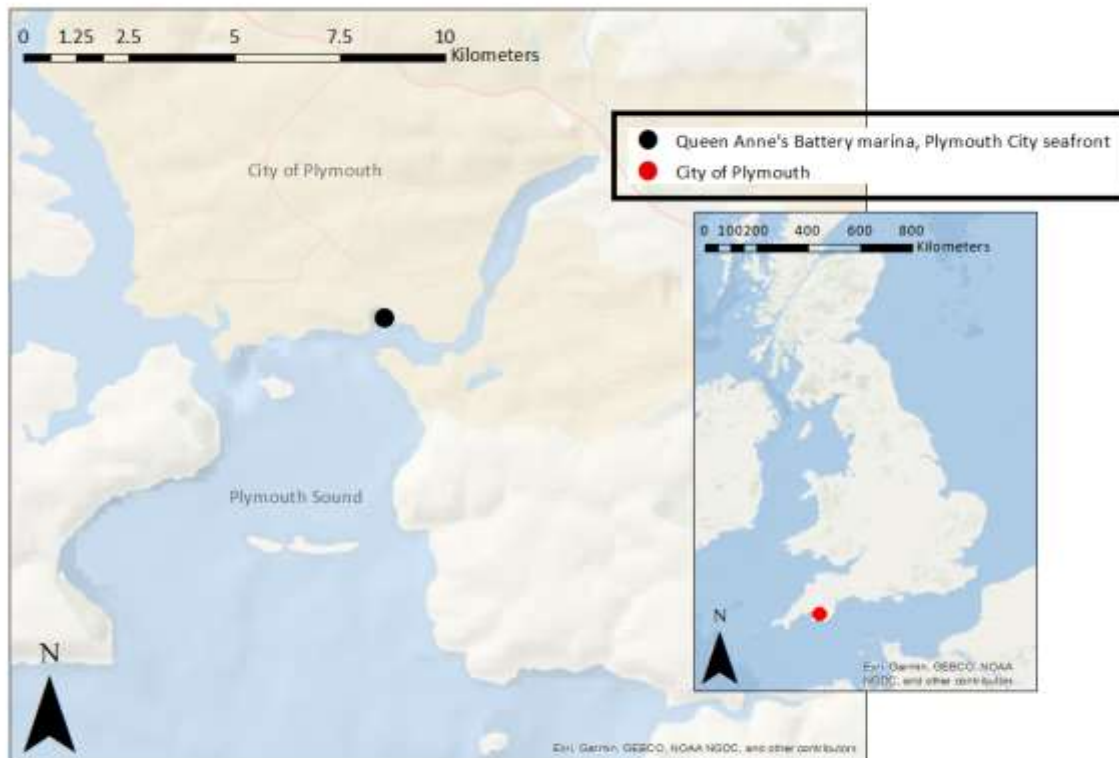 0 1.25 2.5 5 7.5 10
Kilometers
City of Plymouth
Plymouth Sound
N
Esri, Garmin, GEBCO, NOAA NGDC, and other contributors
Queen Anne's Battery marina, Plymouth City seafront
City of Plymouth
0 100200 400 600 800
Kilometers
N
Esri, Garmin, GEBCO, NOAA
NGDC, and other contributors